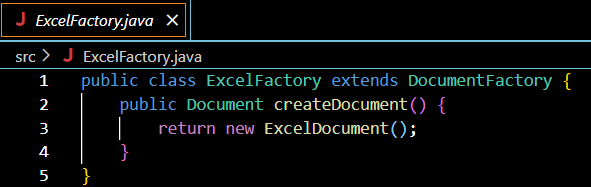 J ExcelFactory.java ×
src > J ExcelFactory.java
1 public class ExcelFactory extends DocumentFactory {
2     public Document createDocument() {
3         return new ExcelDocument();
4     }
5 }